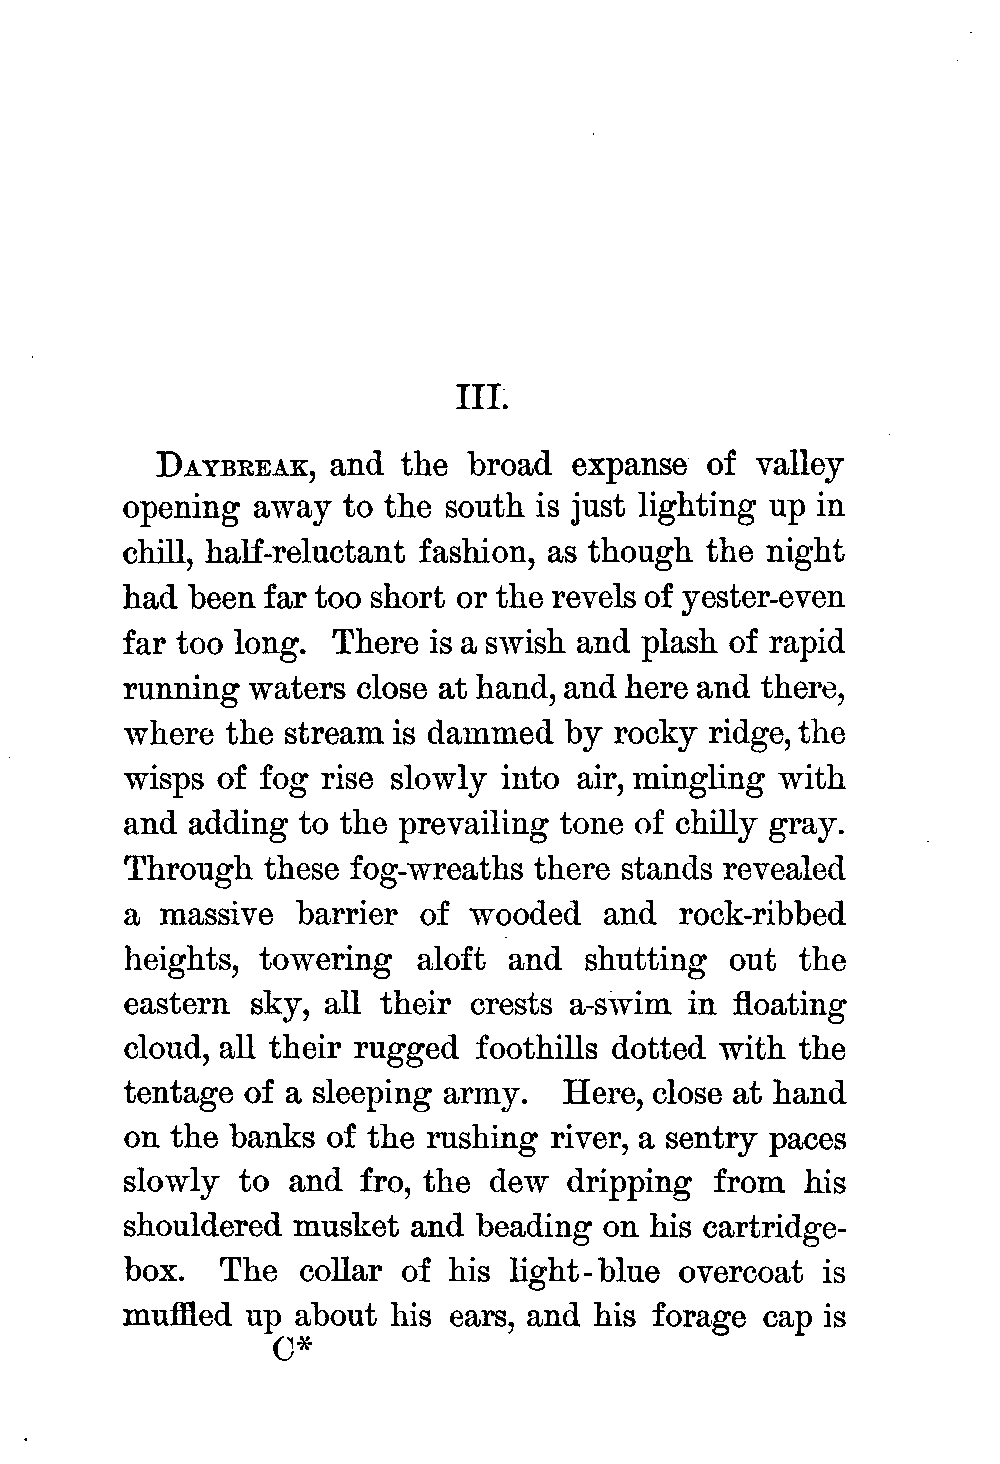 III.
Daybreak, and the broad expanse of valley
opening away to the south is just lighting up in
chill, half-reluctant fashion, as though the night
had been far too short or the revels of yester-even
far too long. There is a swish and plash of rapid
running waters close at hand, and here and there,
where the stream is dammed by rocky ridge, the
wisps of fog rise slowly into air, mingling with
and adding to the prevailing tone of chilly gray.
Through these fog-wreaths there stands revealed
a massive barrier of wooded and rock-ribbed
heights, towering aloft and shutting out the
eastern sky, all their crests a-swim in floating
cloud, all their rugged foothills dotted with the
tentage of a sleeping army. Here, close at hand
on the banks of the rushing river, a sentry paces
slowly to and fro, the dew dripping from his
shouldered musket and beading on his cartridge-
box. The collar of his light-blue overcoat is
muffled up about his ears, and his forage cap is
C*